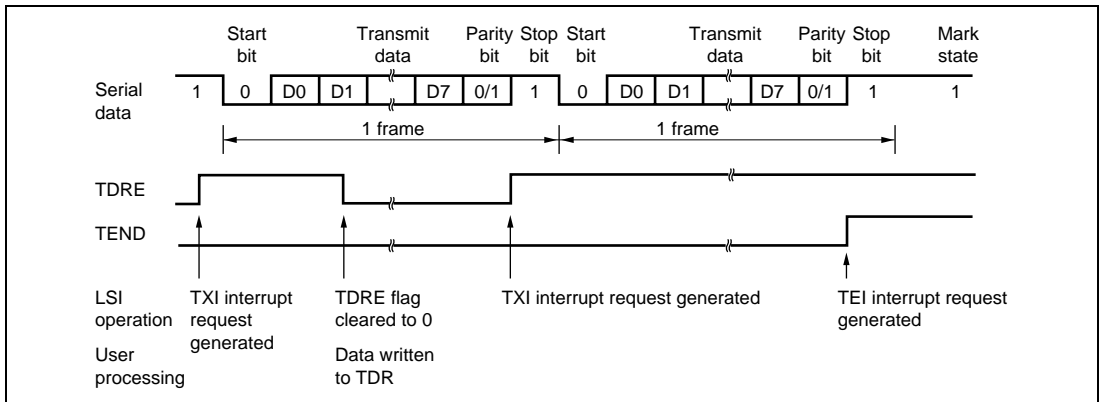 Start bit Transmit data Parity bit Stop bit Start bit Transmit data Parity bit Stop bit Mark state
Serial data 1 0 D0 D1 D7 0/1 1 0 D0 D1 D7 0/1 1 1
1 frame 1 frame
TDRE
TEND
LSI operation TXI interrupt request generated TDRE flag cleared to 0 TXI interrupt request generated TEI interrupt request generated
User processing Data written to TDR